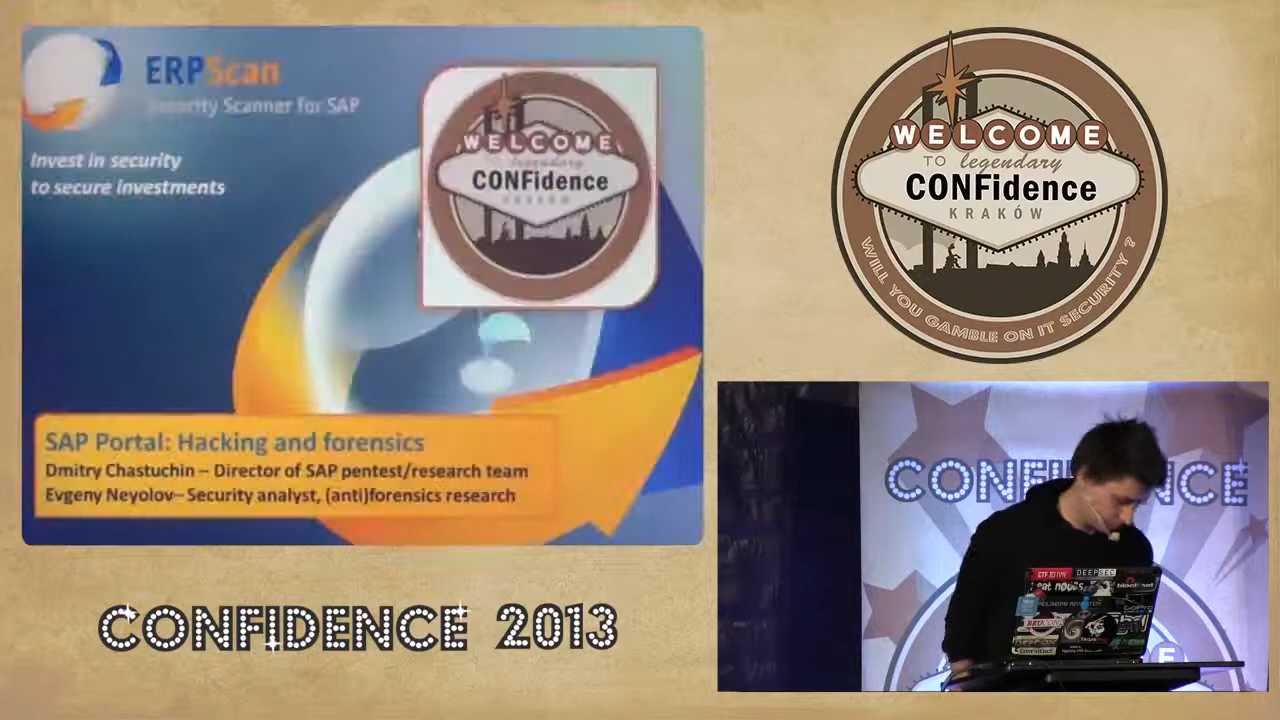 ERPScan
Security Scanner for SAP
Invest in security
to secure investments
WELCOME
legendary
CONFidence
KRAKÓW
SAP Portal: Hacking and forensics
Dmitry Chastuchin – Director of SAP pentest/research team
Evgeny Neyolov– Security analyst, (anti)forensics research
CONFIDENCE 2013
WELCOME
TO legendary
CONFidence
KRAKÓW
WILL YOU GAMBLE ON IT SECURITY ?
DEEPSEC